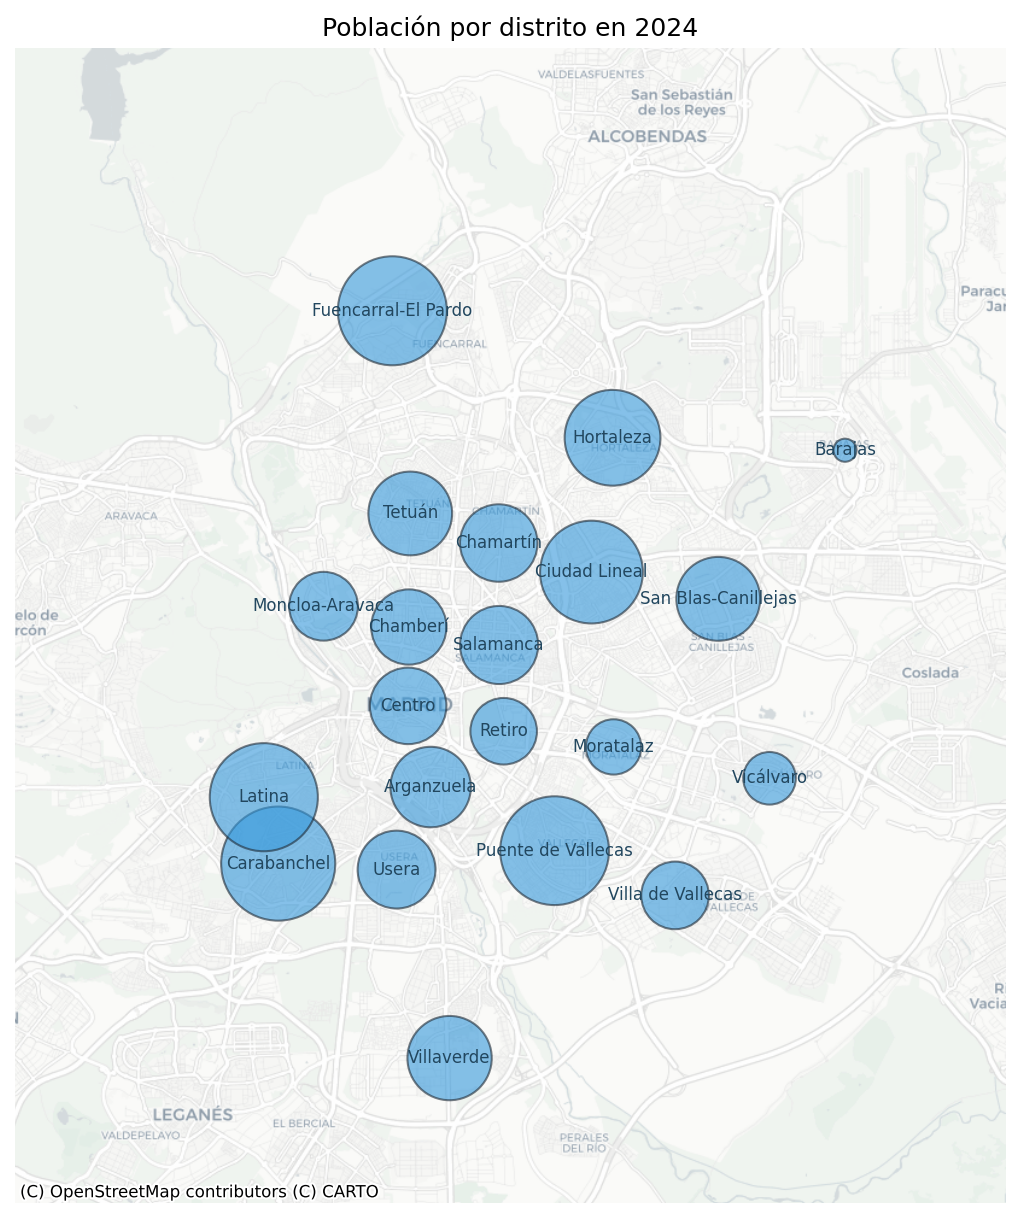 Población por distrito en 2024
VALDELASFUENTES
San Sebastián
de los Reyes
ALCOBENDAS
Paracu
Jar
Fuencarral-El Pardo
FUENCARRAL
Hortaleza
HORTALEZA
Barajas
ARAVACA
Tetuán
TETUÁN
CHAMARTÍN
Chamartín
Ciudad Lineal
San Blas-Canillejas
SAN BLAS -
CANILLEJAS
Moncloa-Aravaca
elo de
rcón
Chamberí
Salamanca
SALAMANCA
Coslada
MADRID
Centro
Retiro
Moratalaz
MORATALAZ
LATINA
Vicálvaro
RO
Arganzuela
Latina
Carabanchel
USERA
Usera
VALLECAS
Puente de Vallecas
Villa de Vallecas
DE
VALLECAS
R
Vacia
N
Villaverde
LEGANÉS
VALDEPELAYO
EL BERCIAL
PERALES
DEL RÍO
(C) OpenStreetMap contributors (C) CARTO